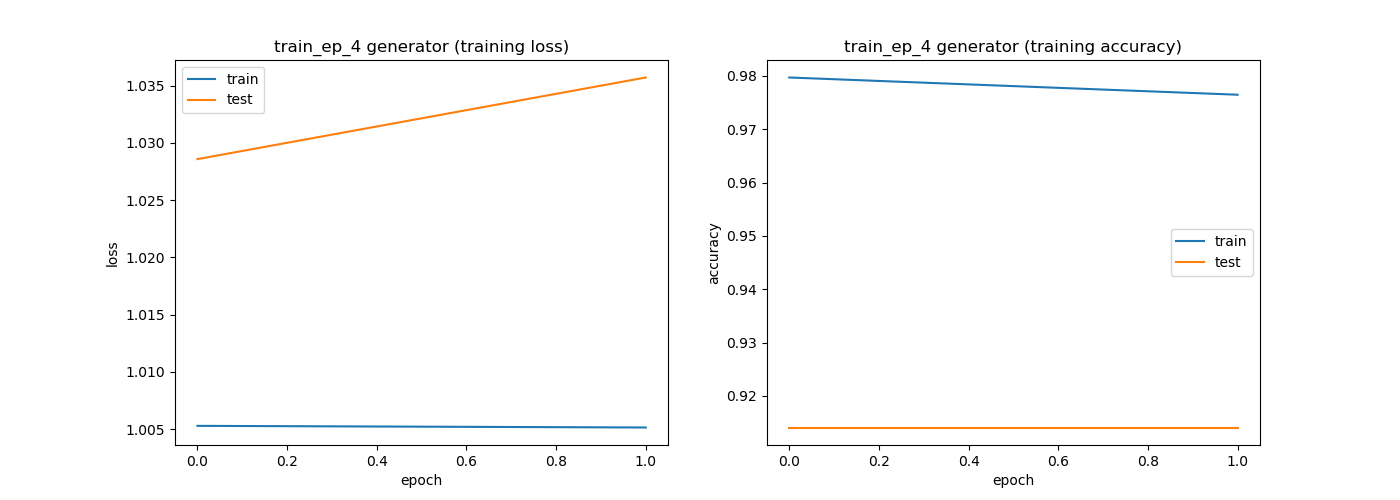 train_ep_4 generator (training loss)
train
test
1.035
1.030
1.025
1.020
1.015
1.010
1.005
loss
0.0 0.2 0.4 0.6 0.8 1.0
epoch
train_ep_4 generator (training accuracy)
0.98
0.97
0.96
0.95
0.94
0.93
0.92
accuracy
train
test
0.0 0.2 0.4 0.6 0.8 1.0
epoch